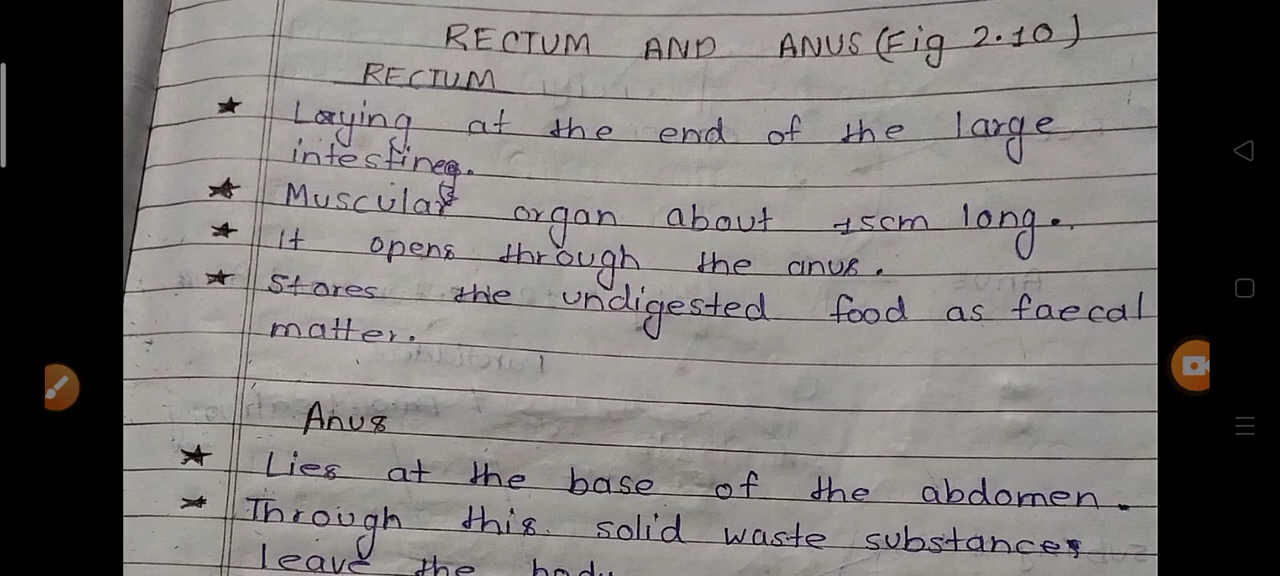 RECTUM AND ANUS (Fig 2.10)
RECTUM
★ Laying at the end of the large
intestine.
★ Muscular organ about 15cm long.
★ It opens through the anus.
★ Stores the undigested food as faecal
matter.
Anus
★ Lies at the base of the abdomen.
★ Through this solid waste substances
leave the body